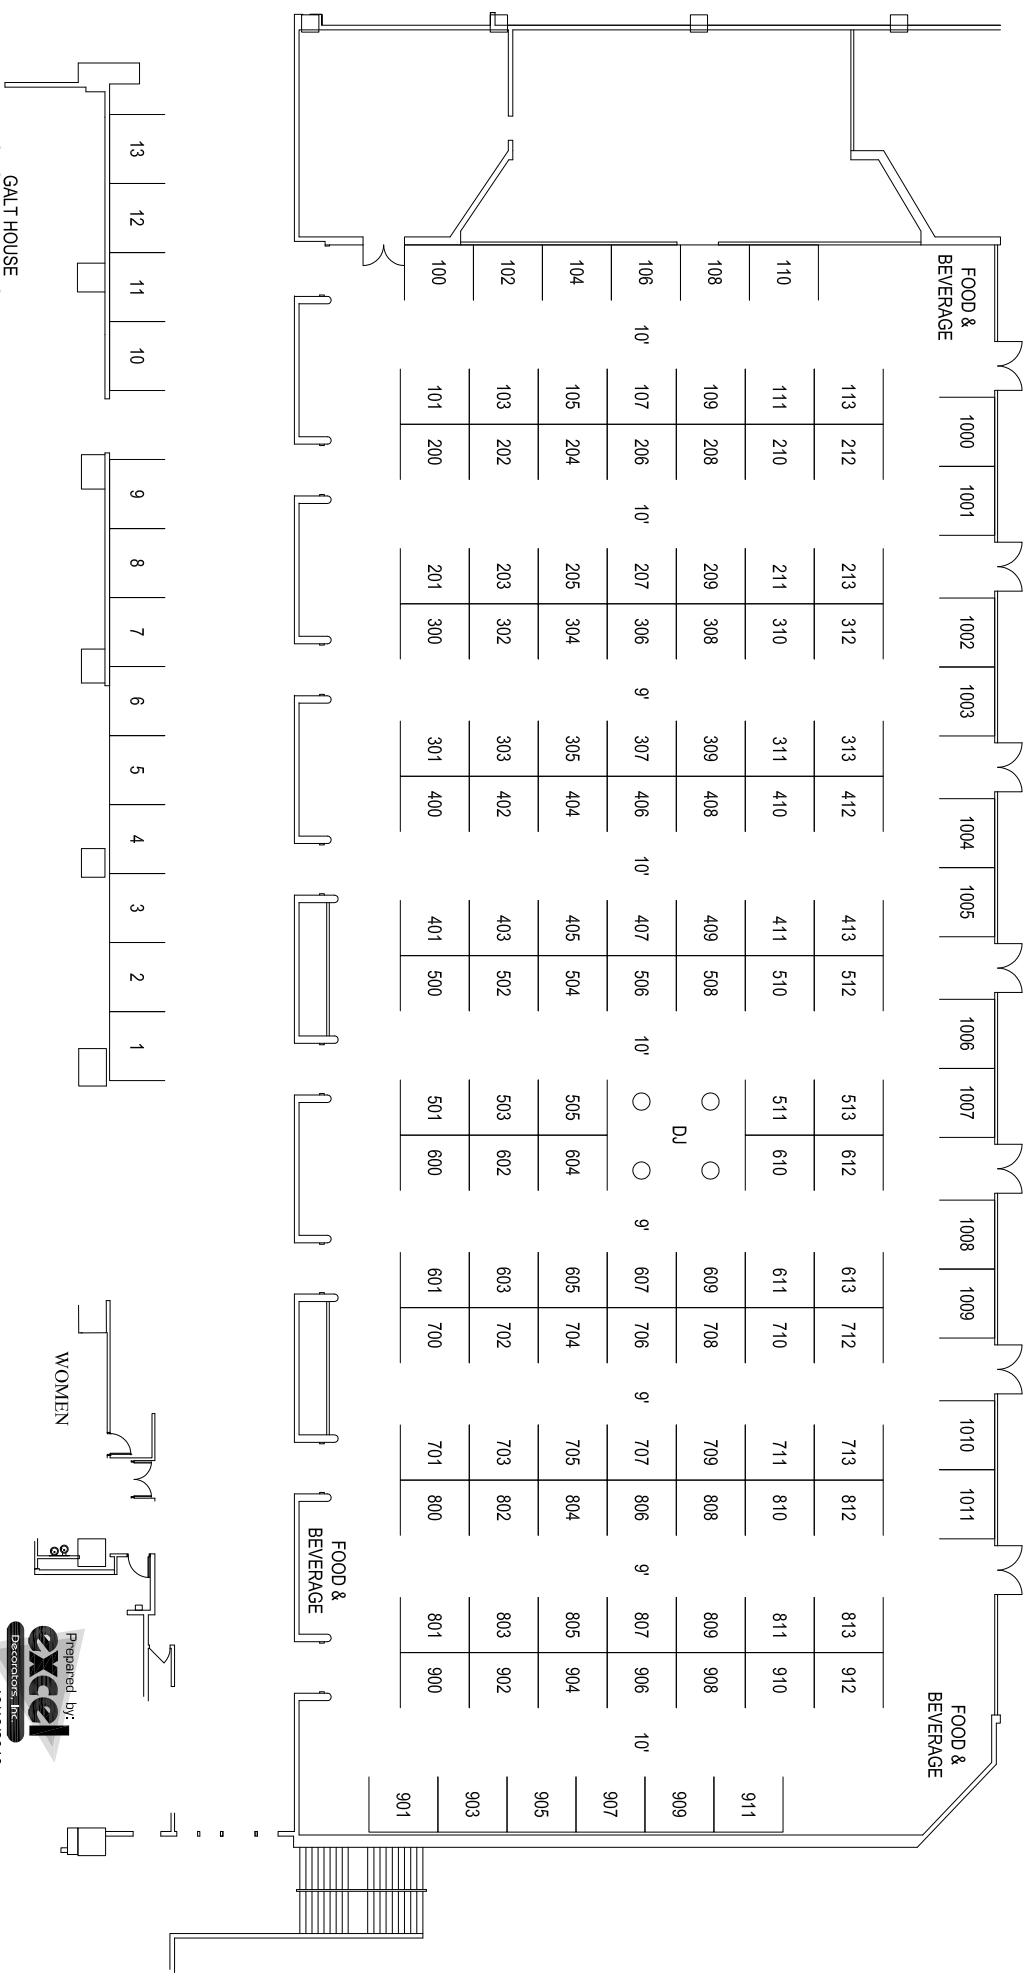 FOOD &
BEVERAGE
1000 1001 1002 1003 1004 1005 1006 1007 1008 1009 1010 1011
FOOD &
BEVERAGE
113 212 213 312 313 412 413 512 513 612 613 712 713 812 813 912
110 111 210 211 310 311 410 411 510 511 610 611 710 711 810 811 910 911
108 109 208 209 308 309 408 409 508 609 708 709 808 809 908 909
DJ
106 10' 107 206 10' 207 306 9' 307 406 10' 407 506 10' 9' 607 706 9' 707 806 9' 807 906 10' 907
104 105 204 205 304 305 404 405 504 505 604 605 704 705 804 805 904 905
102 103 202 203 302 303 402 403 502 503 602 603 702 703 802 803 902 903
100 101 200 201 300 301 400 401 500 501 600 601 700 701 800 801 900 901
FOOD &
BEVERAGE
13 12 11 10 9 8 7 6 5 4 3 2 1
GALT HOUSE
WOMEN
Prepared by:
excel
Decorators, Inc.